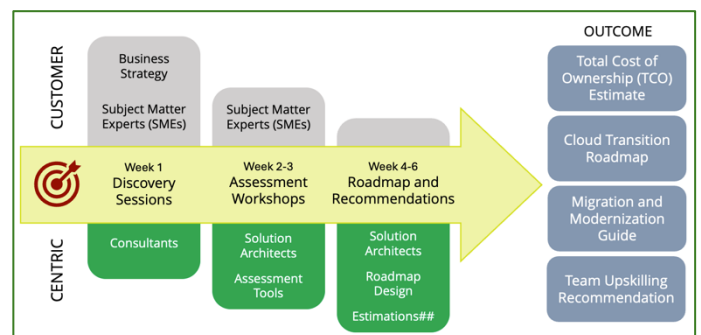 OUTCOME
CUSTOMER
Business
Strategy
Subject Matter
Experts (SMEs)
Subject Matter
Experts (SMEs)
Week 1
Discovery
Sessions
Week 2-3
Assessment
Workshops
Week 4-6
Roadmap and
Recommendations
CENTRIC
Consultants
Solution
Architects
Assessment
Tools
Solution
Architects
Roadmap
Design
Estimations##
Total Cost of
Ownership (TCO)
Estimate
Cloud Transition
Roadmap
Migration and
Modernization
Guide
Team Upskilling
Recommendation